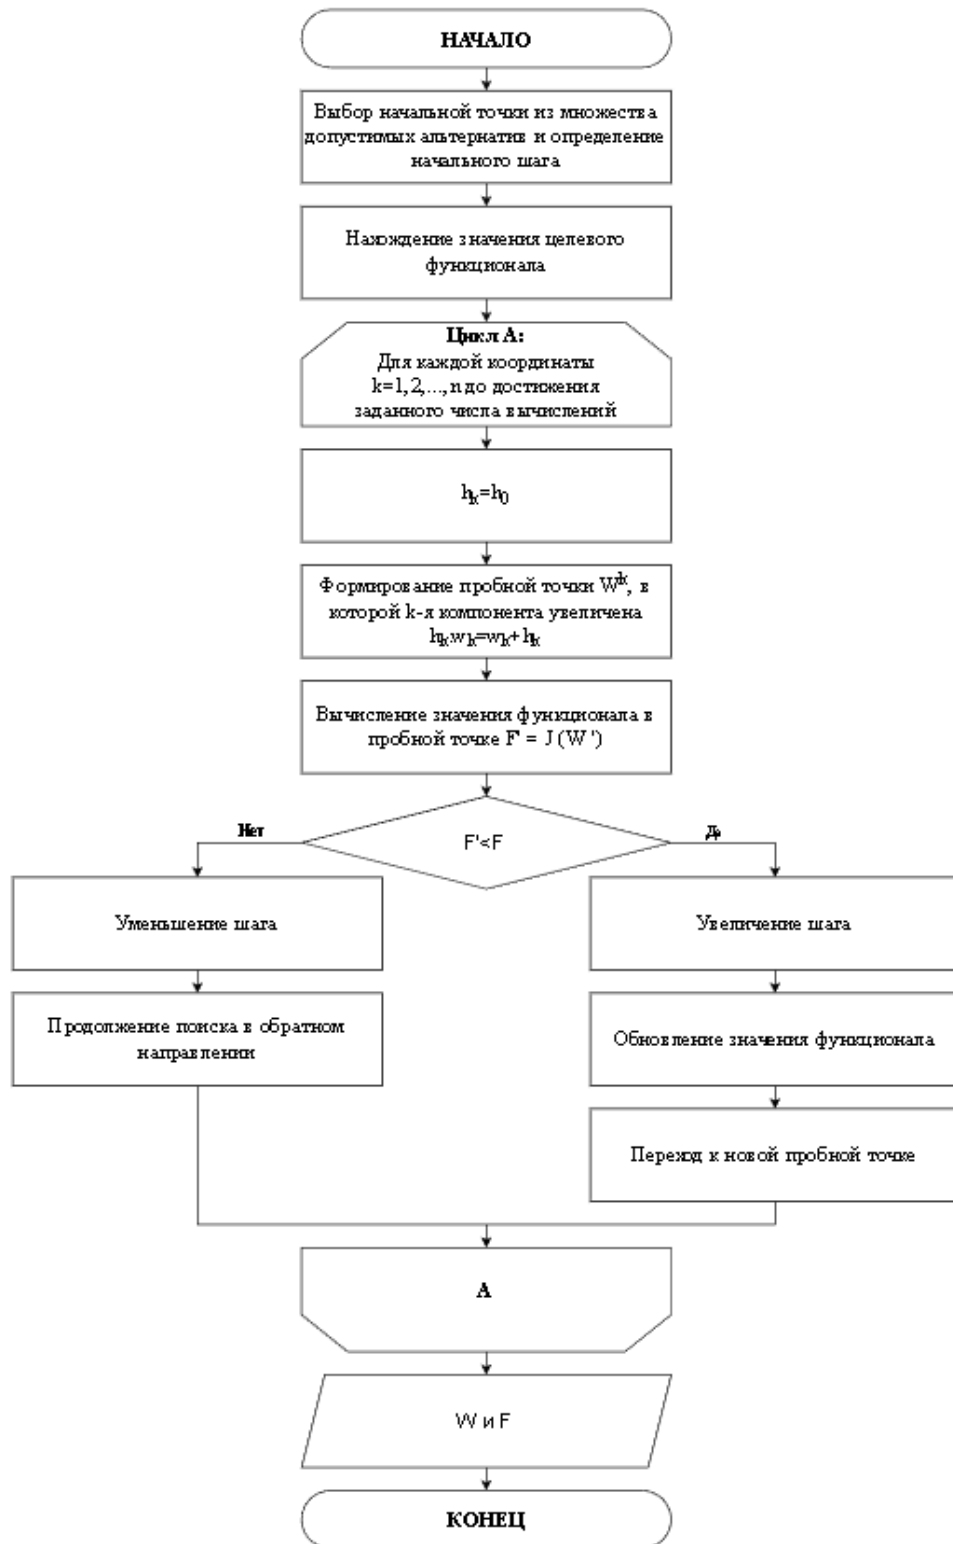 НАЧАЛО
Выбор начальной точки из множества
допустимых альтернатив и определение
начального шага
Нахождение значения целевого
функционала
Цикл А:
Для каждой координаты
k=1,2,...,n до достижения
заданного числа вычислений
hk=h0
Формирование пробной точки Wk, в
которой k-я компонента увеличена
hk.wk=wk+hk
Вычисление значения функционала в
пробной точке F' = J (W ')
F'<F
Нет
Да
Уменьшение шага
Увеличение шага
Продолжение поиска в обратном
направлении
Обновление значения функционала
Переход к новой пробной точке
А
W и F
КОНЕЦ